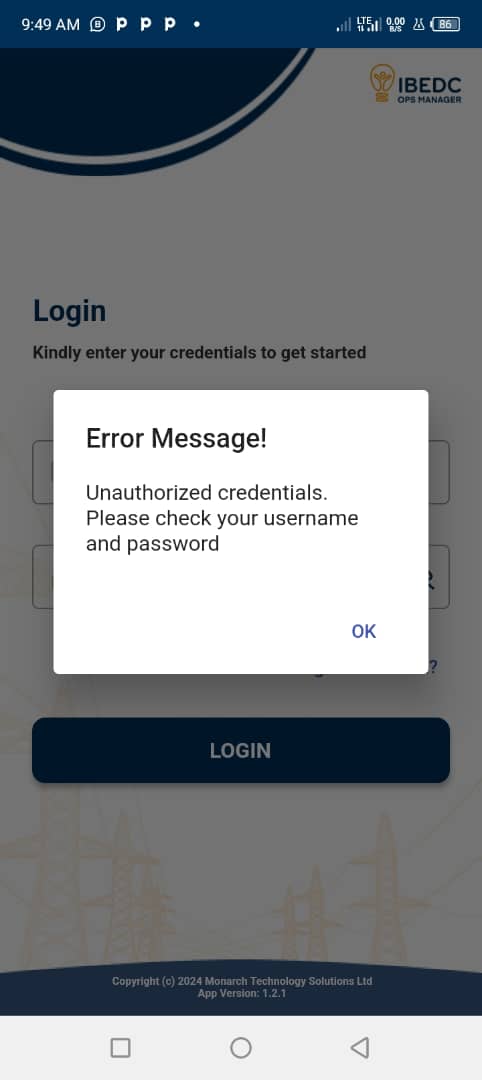 9:49 AM
LTE
0.00
B/S
86
IBEDC
OPS MANAGER
Login
Kindly enter your credentials to get started
Error Message!
Unauthorized credentials.
Please check your username
and password
OK
?
LOGIN
Copyright (c) 2024 Monarch Technology Solutions Ltd
App Version: 1.2.1